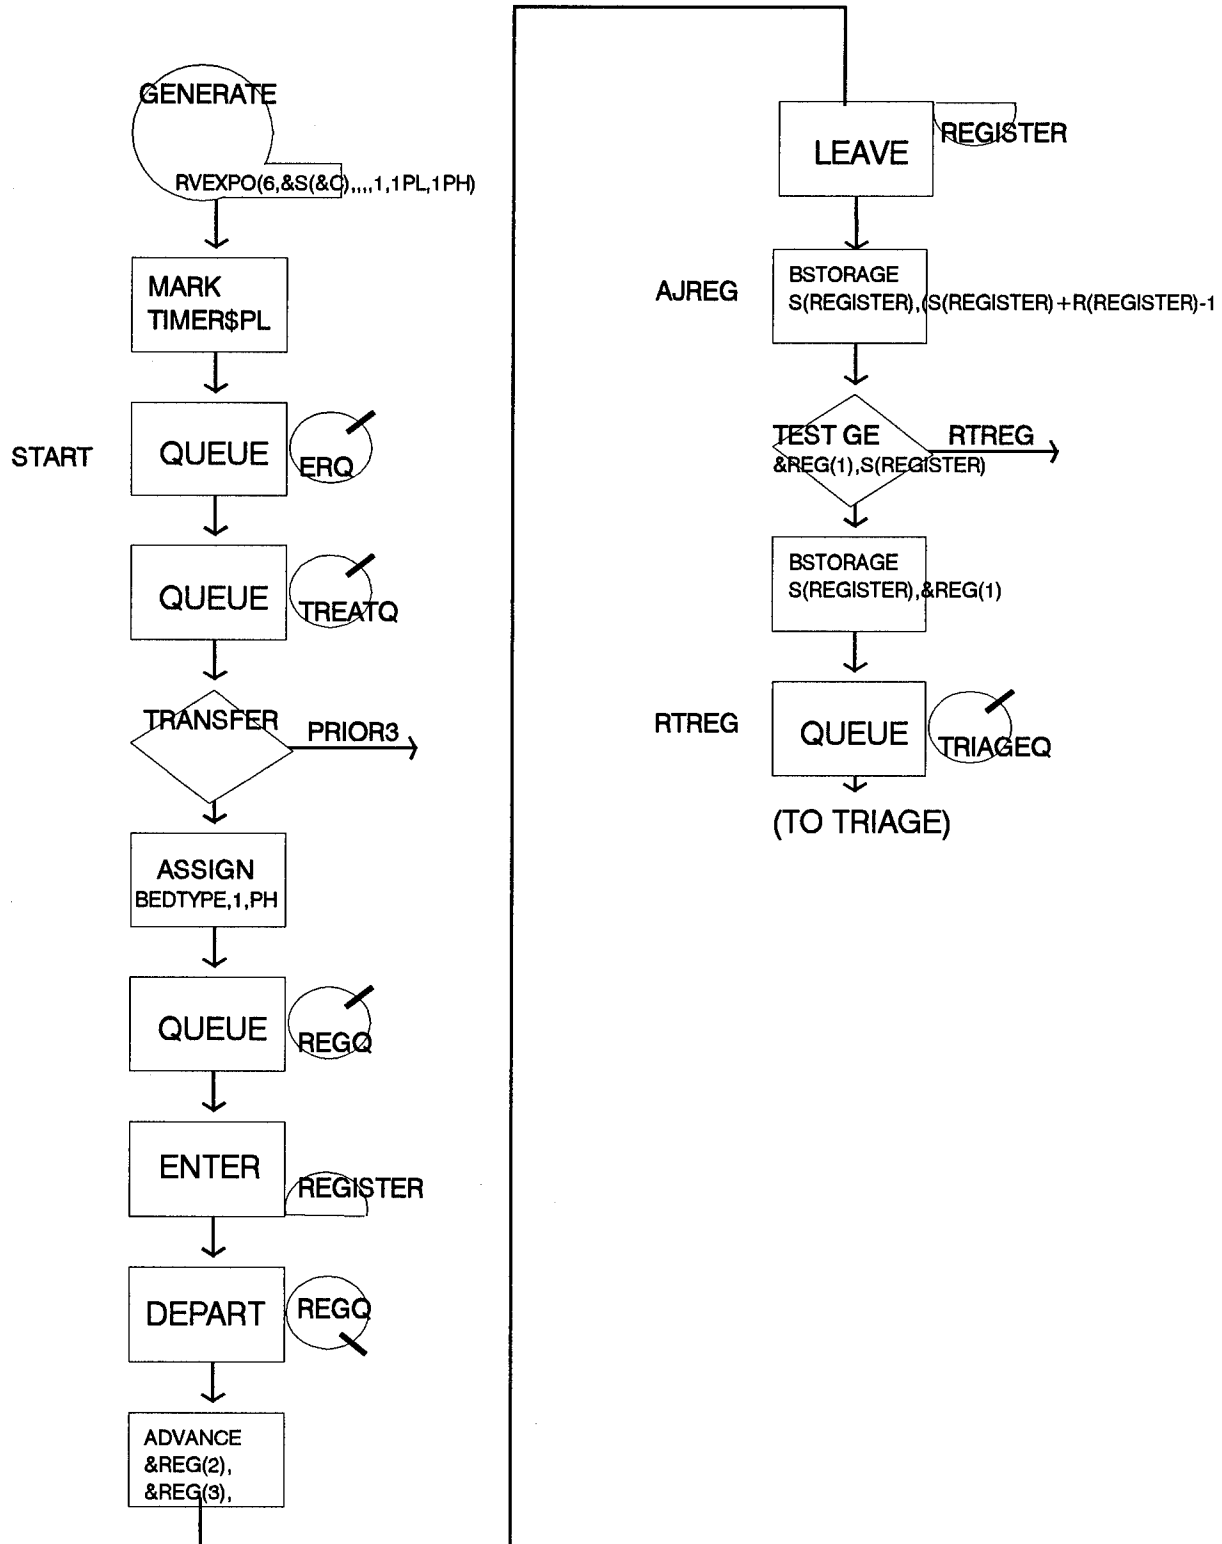 GENERATE
RVEXPO(6,&S(&C),,,,1,1PL,1PH)
MARK
TIMER$PL
START
QUEUE
ERQ
QUEUE
TREATQ
TRANSFER
PRIOR3
ASSIGN
BEDTYPE,1,PH
QUEUE
REGQ
ENTER
REGISTER
DEPART
REGQ
ADVANCE
&REG(2),
&REG(3),
LEAVE
REGISTER
AJREG
BSTORAGE
S(REGISTER),(S(REGISTER)+R(REGISTER)-1
TEST GE
&REG(1),S(REGISTER)
RTREG
BSTORAGE
S(REGISTER),&REG(1)
RTREG
QUEUE
TRIAGEQ
(TO TRIAGE)